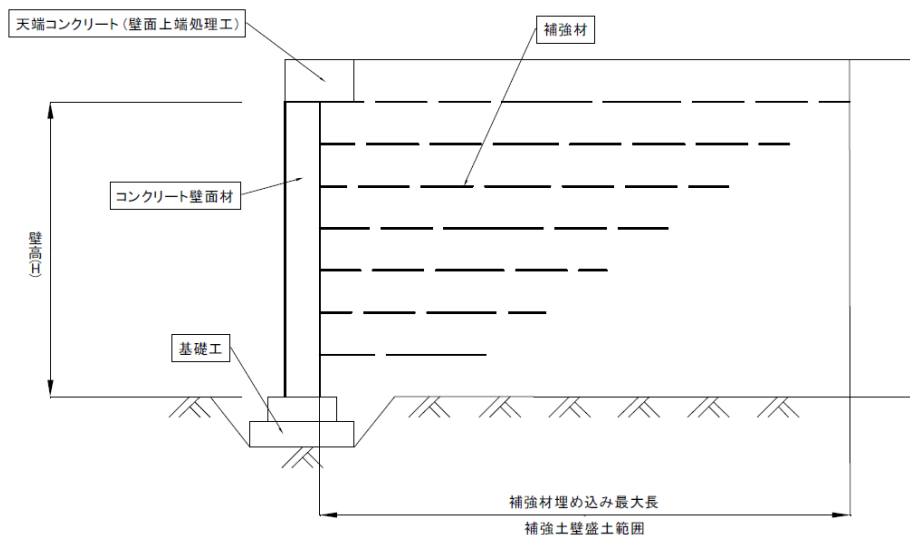 天端コンクリート（壁面上端処理工）
補強材
コンクリート壁面材
壁高(H)
基礎工
補強材埋め込み最大長
補強土壁盛土範囲